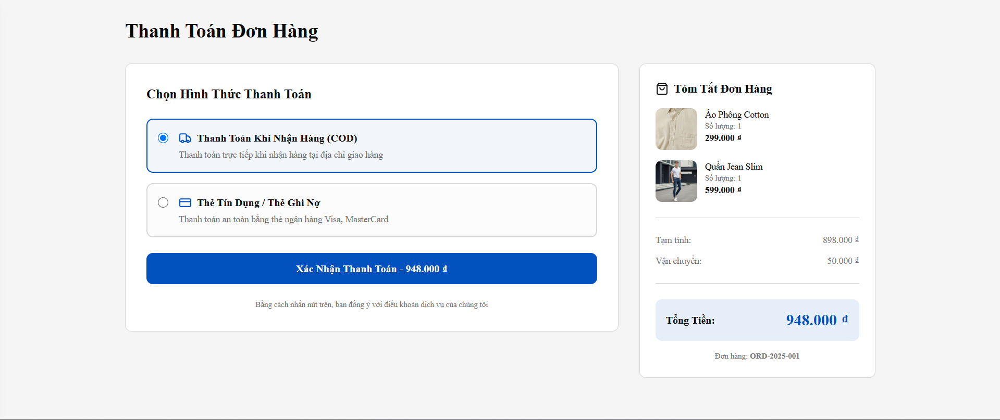 Thanh Toán Đơn Hàng
Chọn Hình Thức Thanh Toán
Thanh Toán Khi Nhận Hàng (COD)
Thanh toán trực tiếp khi nhận hàng tại địa chỉ giao hàng
Thẻ Tín Dụng / Thẻ Ghi Nợ
Thanh toán an toàn bằng thẻ ngân hàng Visa, MasterCard
Xác Nhận Thanh Toán - 948.000 ₫
Bằng cách nhấn nút trên, bạn đồng ý với điều khoản dịch vụ của chúng tôi
Tóm Tắt Đơn Hàng
Áo Phông Cotton
Số lượng: 1
299.000 ₫
Quần Jean Slim
Số lượng: 1
599.000 ₫
Tạm tính: 898.000 ₫
Vận chuyển: 50.000 ₫
Tổng Tiền: 948.000 ₫
Đơn hàng: ORD-2025-001